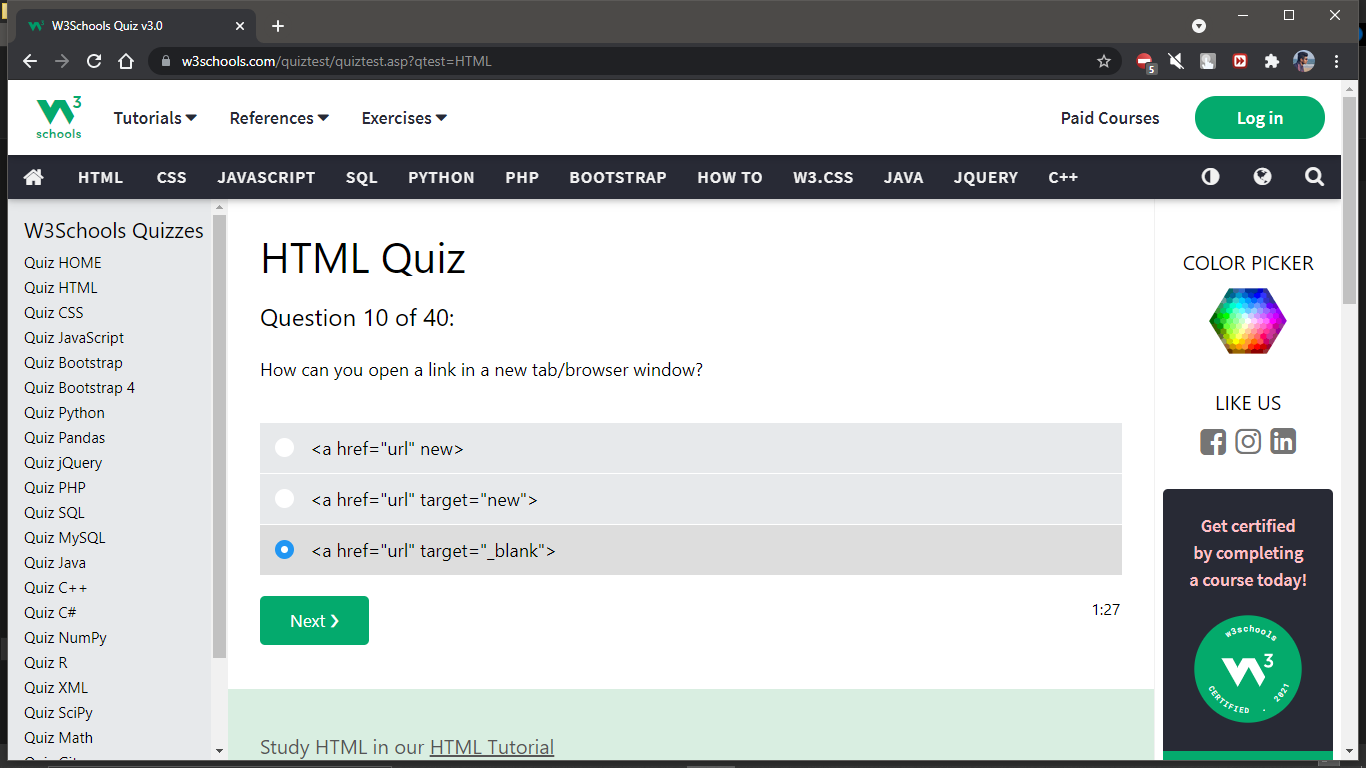 W3Schools Quiz v3.0
w3schools.com/quiztest/quiztest.asp?qtest=HTML
5
W3
schools
Tutorials
References
Exercises
Paid Courses
Log in
HTML CSS JAVASCRIPT SQL PYTHON PHP BOOTSTRAP HOW TO W3.CSS JAVA JQUERY C++
W3Schools Quizzes
Quiz HOME
Quiz HTML
Quiz CSS
Quiz JavaScript
Quiz Bootstrap
Quiz Bootstrap 4
Quiz Python
Quiz Pandas
Quiz jQuery
Quiz PHP
Quiz SQL
Quiz MySQL
Quiz Java
Quiz C++
Quiz C#
Quiz NumPy
Quiz R
Quiz XML
Quiz SciPy
Quiz Math
HTML Quiz
Question 10 of 40:
How can you open a link in a new tab/browser window?
<a href="url" new>
<a href="url" target="new">
<a href="url" target="_blank">
Next ❯
1:27
Study HTML in our HTML Tutorial
COLOR PICKER
LIKE US
Get certified
by completing
a course today!
w3schools
W3
CERTIFIED . 2021